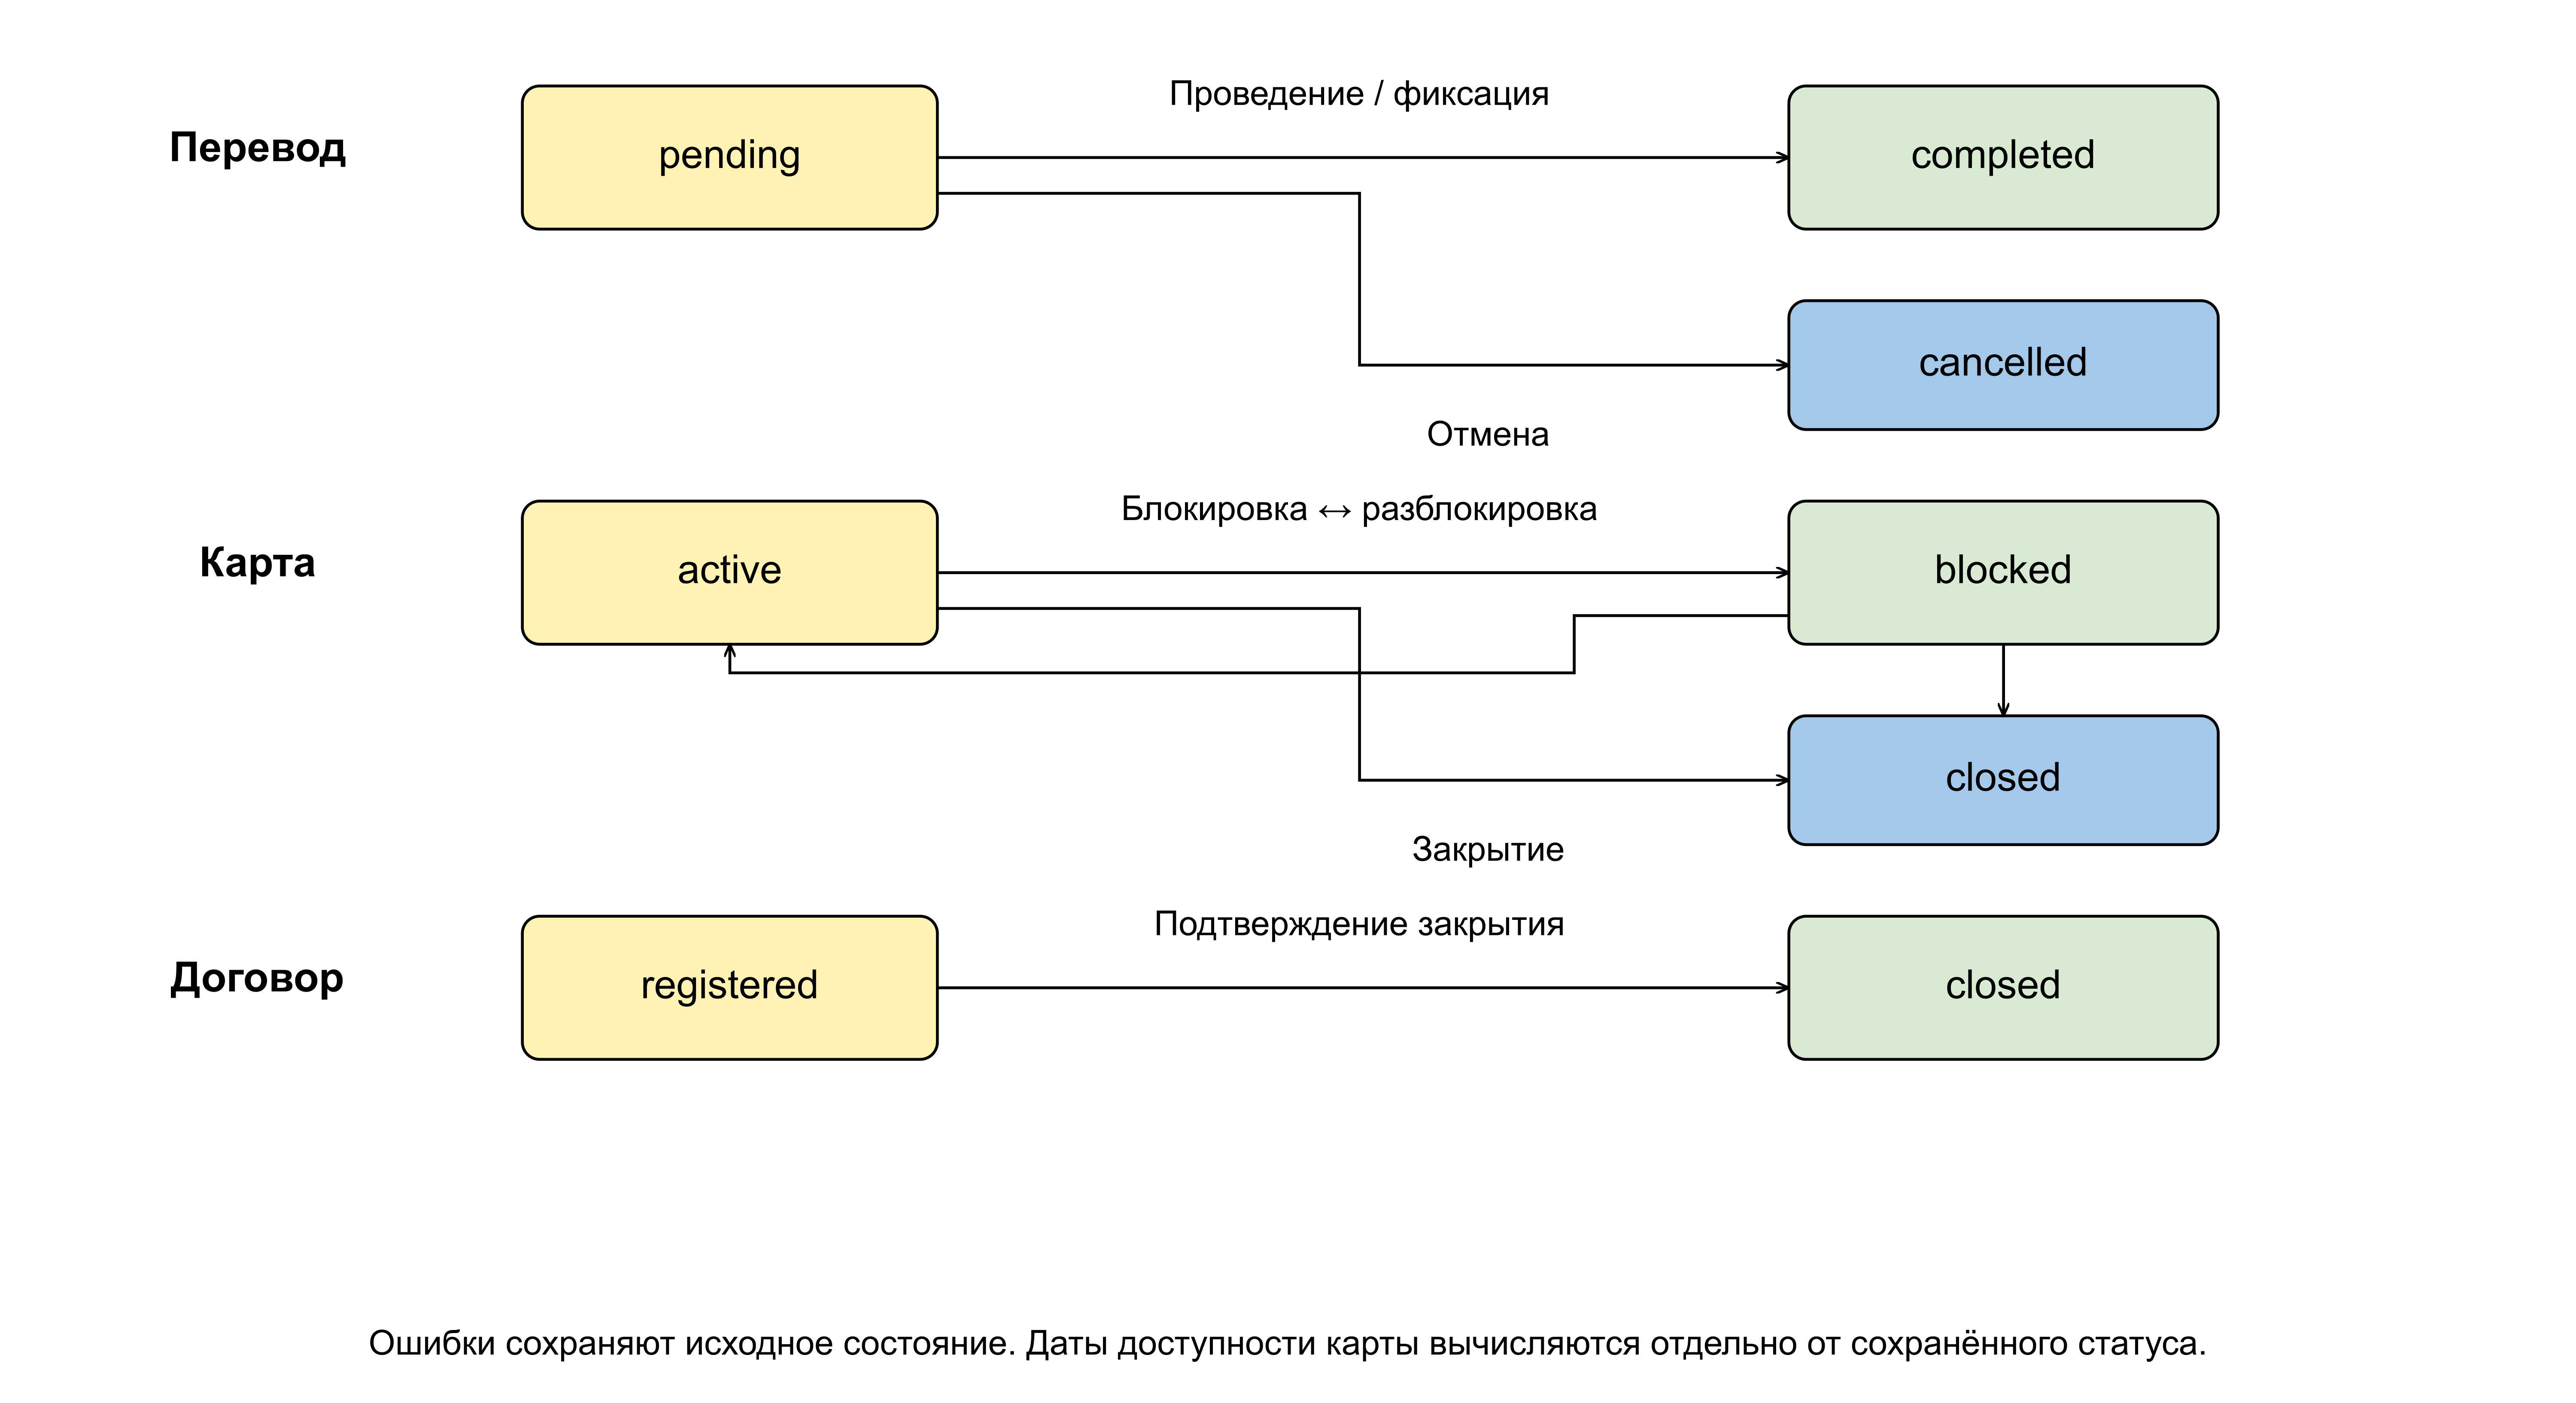 Перевод
pending
Проведение / фиксация
completed
cancelled
Отмена
Карта
active
Блокировка ↔ разблокировка
blocked
closed
Закрытие
Договор
registered
Подтверждение закрытия
closed
Ошибки сохраняют исходное состояние. Даты доступности карты вычисляются отдельно от сохранённого статуса.